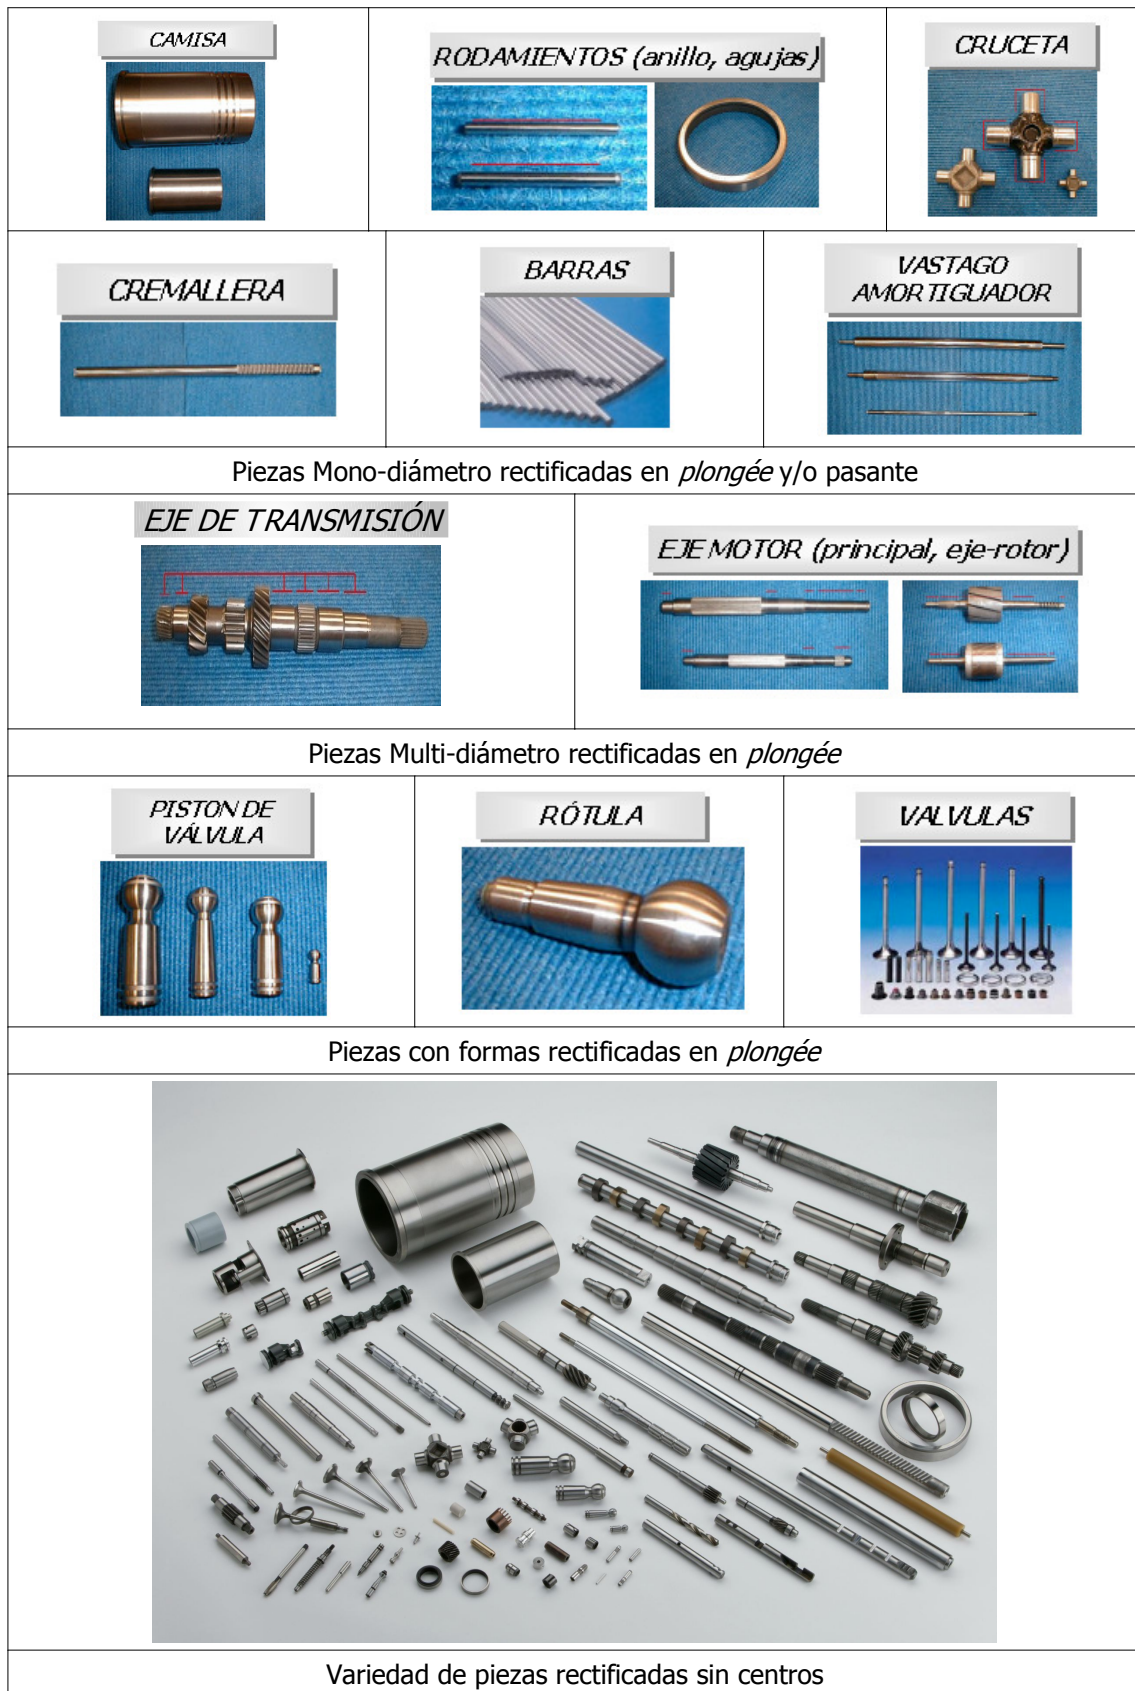 CAMISA
RODAMIENTOS (anillo, agujas)
CRUCETA
CREMALLERA
BARRAS
VASTAGO
AMORTIGUADOR
Piezas Mono-diámetro rectificadas en plongée y/o pasante
EJE DE TRANSMISIÓN
EJE MOTOR (principal, eje-rotor)
Piezas Multi-diámetro rectificadas en plongée
PISTON DE
VÁLVULA
RÓTULA
VALVULAS
Piezas con formas rectificadas en plongée
Variedad de piezas rectificadas sin centros